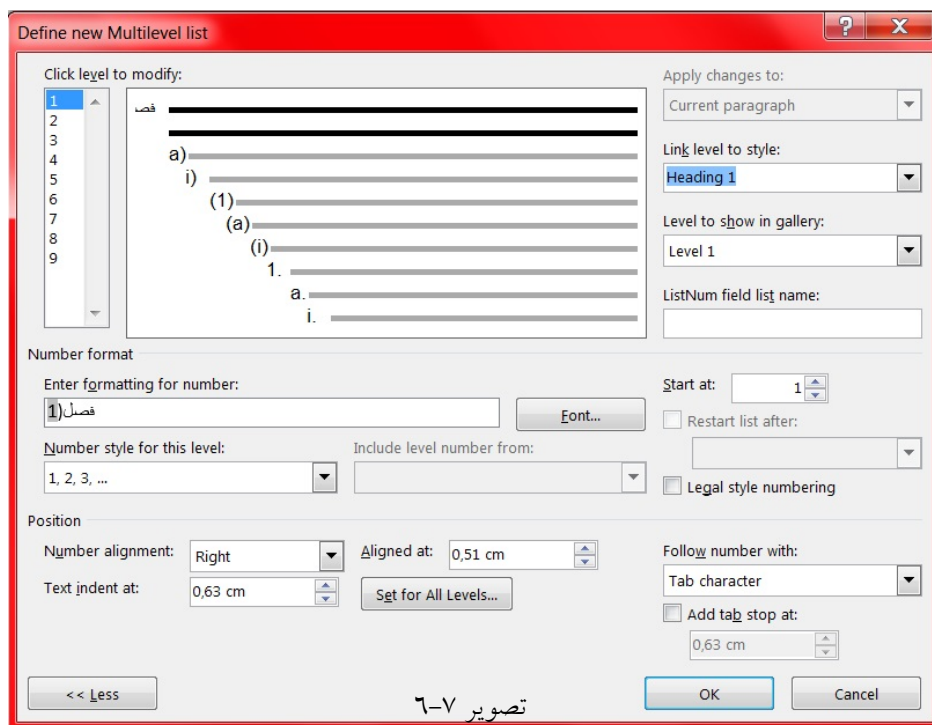 Define new Multilevel list
Click level to modify:
1
2
3
4
5
6
7
8
9
فصـ
a)
i)
(1)
(a)
(i)
1.
a.
i.
Apply changes to:
Current paragraph
Link level to style:
Heading 1
Level to show in gallery:
Level 1
ListNum field list name:
Number format
Enter formatting for number:
1)فصل
Font...
Number style for this level:
1, 2, 3, ...
Include level number from:
Start at: 1
Restart list after:
Legal style numbering
Position
Number alignment: Right
Aligned at: 0,51 cm
Text indent at: 0,63 cm
Set for All Levels...
Follow number with:
Tab character
Add tab stop at:
0,63 cm
<< Less
OK
Cancel
تصویر ۷-۶